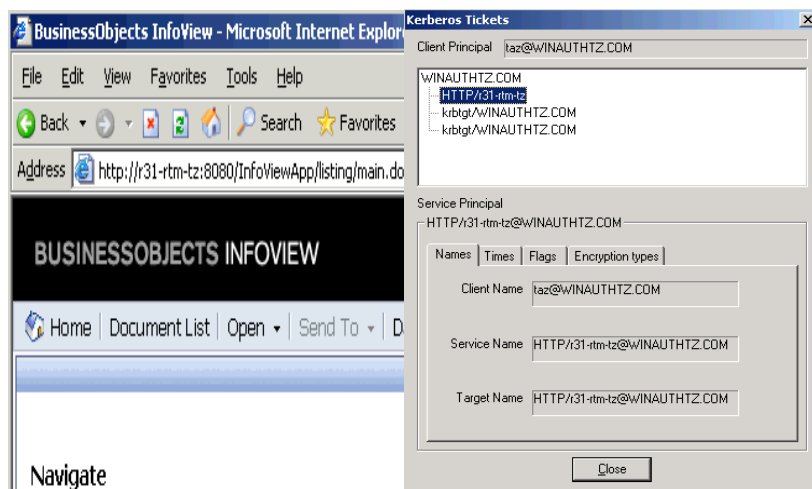 BusinessObjects InfoView - Microsoft Internet Explor
File Edit View Favorites Tools Help
Back Search Favorites
Address http://r31-rtm-tz:8080/InfoViewApp/listing/main.do
BUSINESSOBJECTS INFOVIEW
Home Document List Open Send To D
Navigate
Kerberos Tickets
Client Principal taz@WINAUTHTZ.COM
WINAUTHTZ.COM
HTTP/r31-rtm-tz
krbtgt/WINAUTHTZ.COM
krbtgt/WINAUTHTZ.COM
Service Principal
HTTP/r31-rtm-tz@WINAUTHTZ.COM
Names Times Flags Encryption types
Client Name taz@WINAUTHTZ.COM
Service Name HTTP/r31-rtm-tz@WINAUTHTZ.COM
Target Name HTTP/r31-rtm-tz@WINAUTHTZ.COM
Close